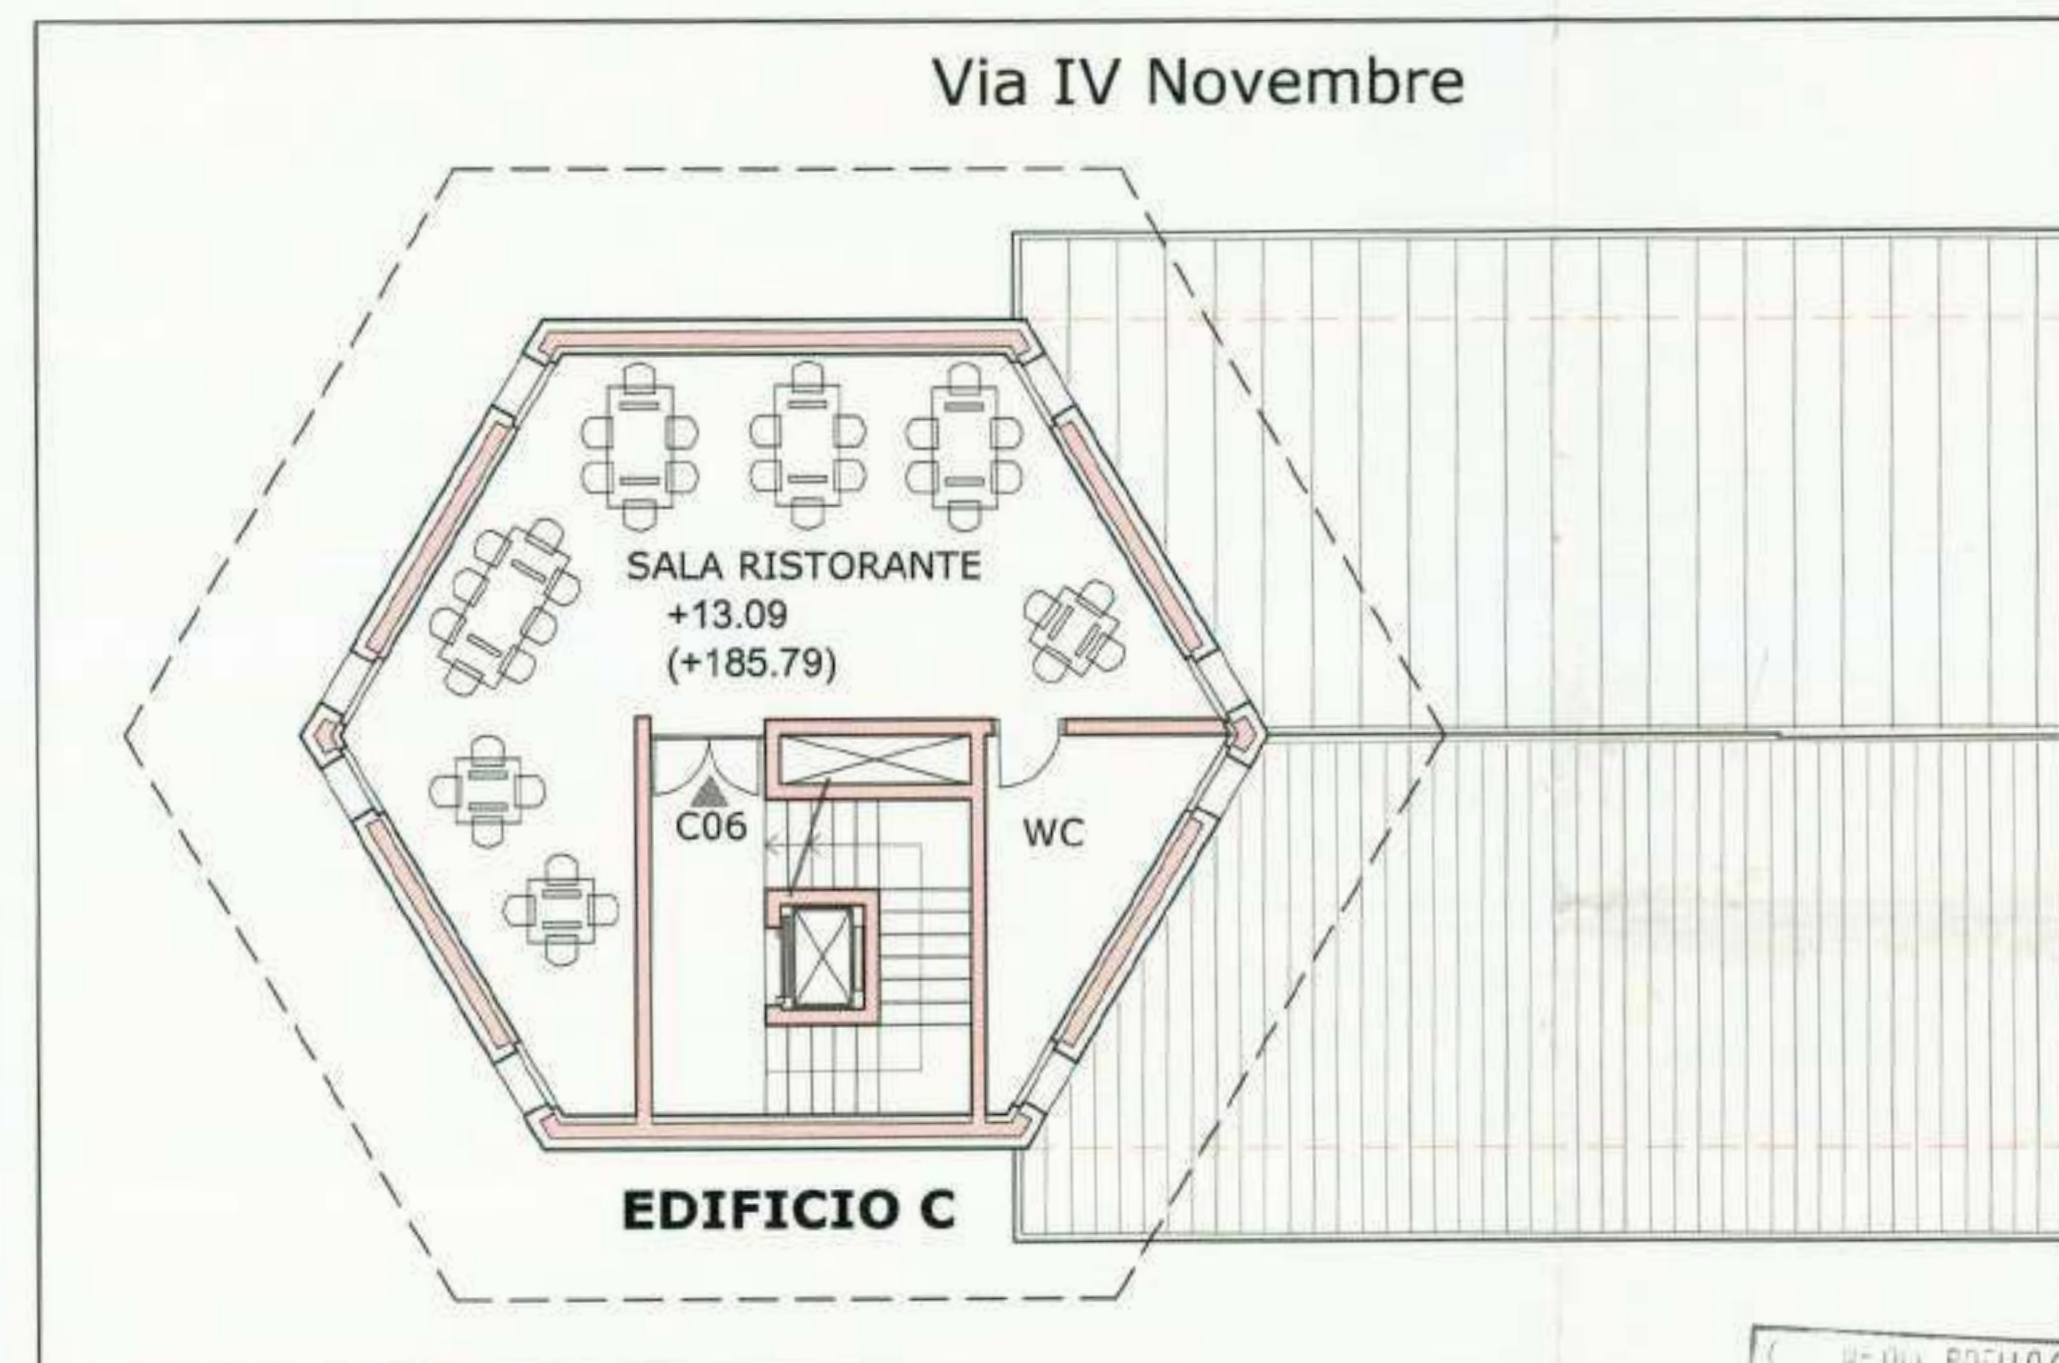 Via IV Novembre
SALA RISTORANTE
+13.09
(+185.79)
C06
WC
EDIFICIO C